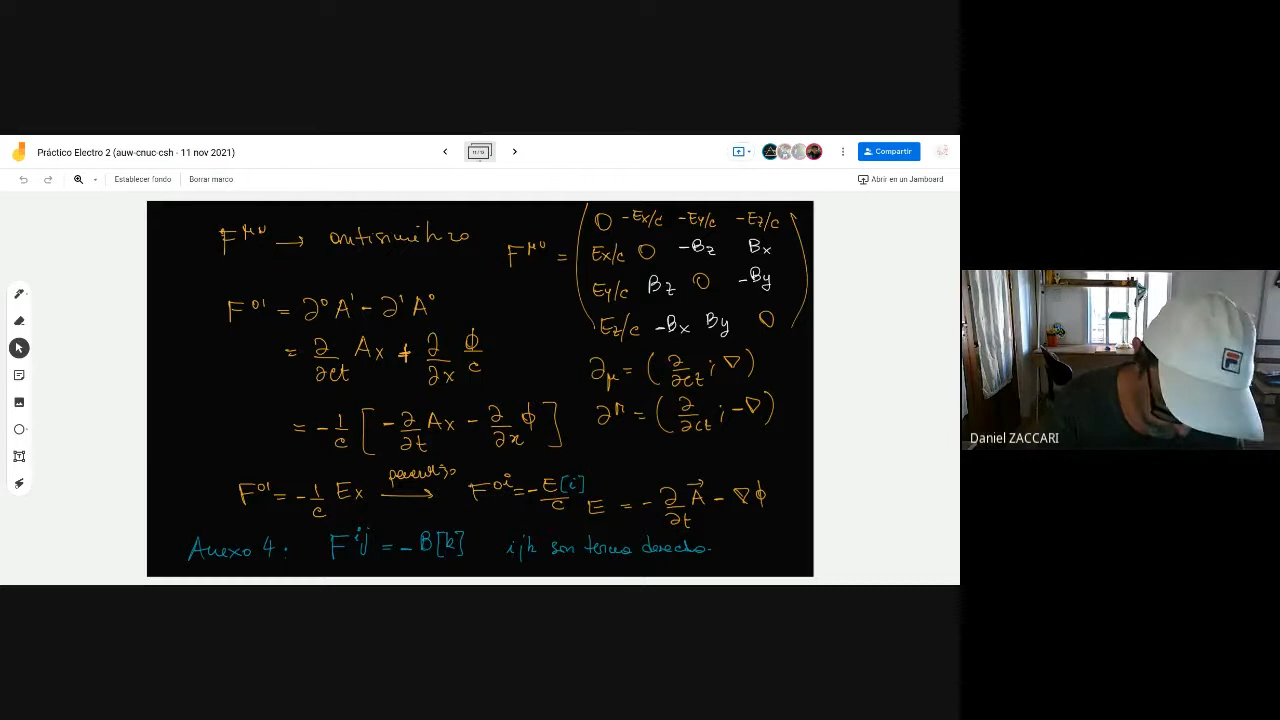 Práctico Electro 2 (auw-cnuc-csh - 11 nov 2021)
Compartir
Establecer fondo
Borrar marco
Abrir en un Jamboard
F^{μν} → antisimétrico
F^{μν} = ( 0 -Ex/c -Ey/c -Ez/c
Ex/c 0 -Bz Bx
Ey/c Bz 0 -By
Ez/c -Bx By 0 )
F^{01} = ∂^0 A^1 - ∂^1 A^0
= ∂/∂ct Ax + ∂/∂x ϕ/c
= -1/c [ -∂/∂t Ax - ∂/∂x ϕ ]
∂_μ = ( ∂/∂ct ; ∇ )
∂^μ = ( ∂/∂ct ; -∇ )
F^{01} = -1/c Ex → F^{0i} = -E[i]/c
E = -∂/∂t A⃗ - ∇ϕ
Anexo 4: F^{ij} = -B[k] ijk son terna derecha.
Daniel ZACCARI